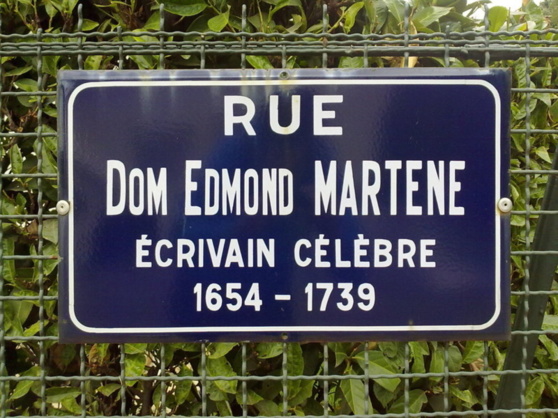 RUE
DOM EDMOND MARTENE
ÉCRIVAIN CÉLÈBRE
1654 – 1739